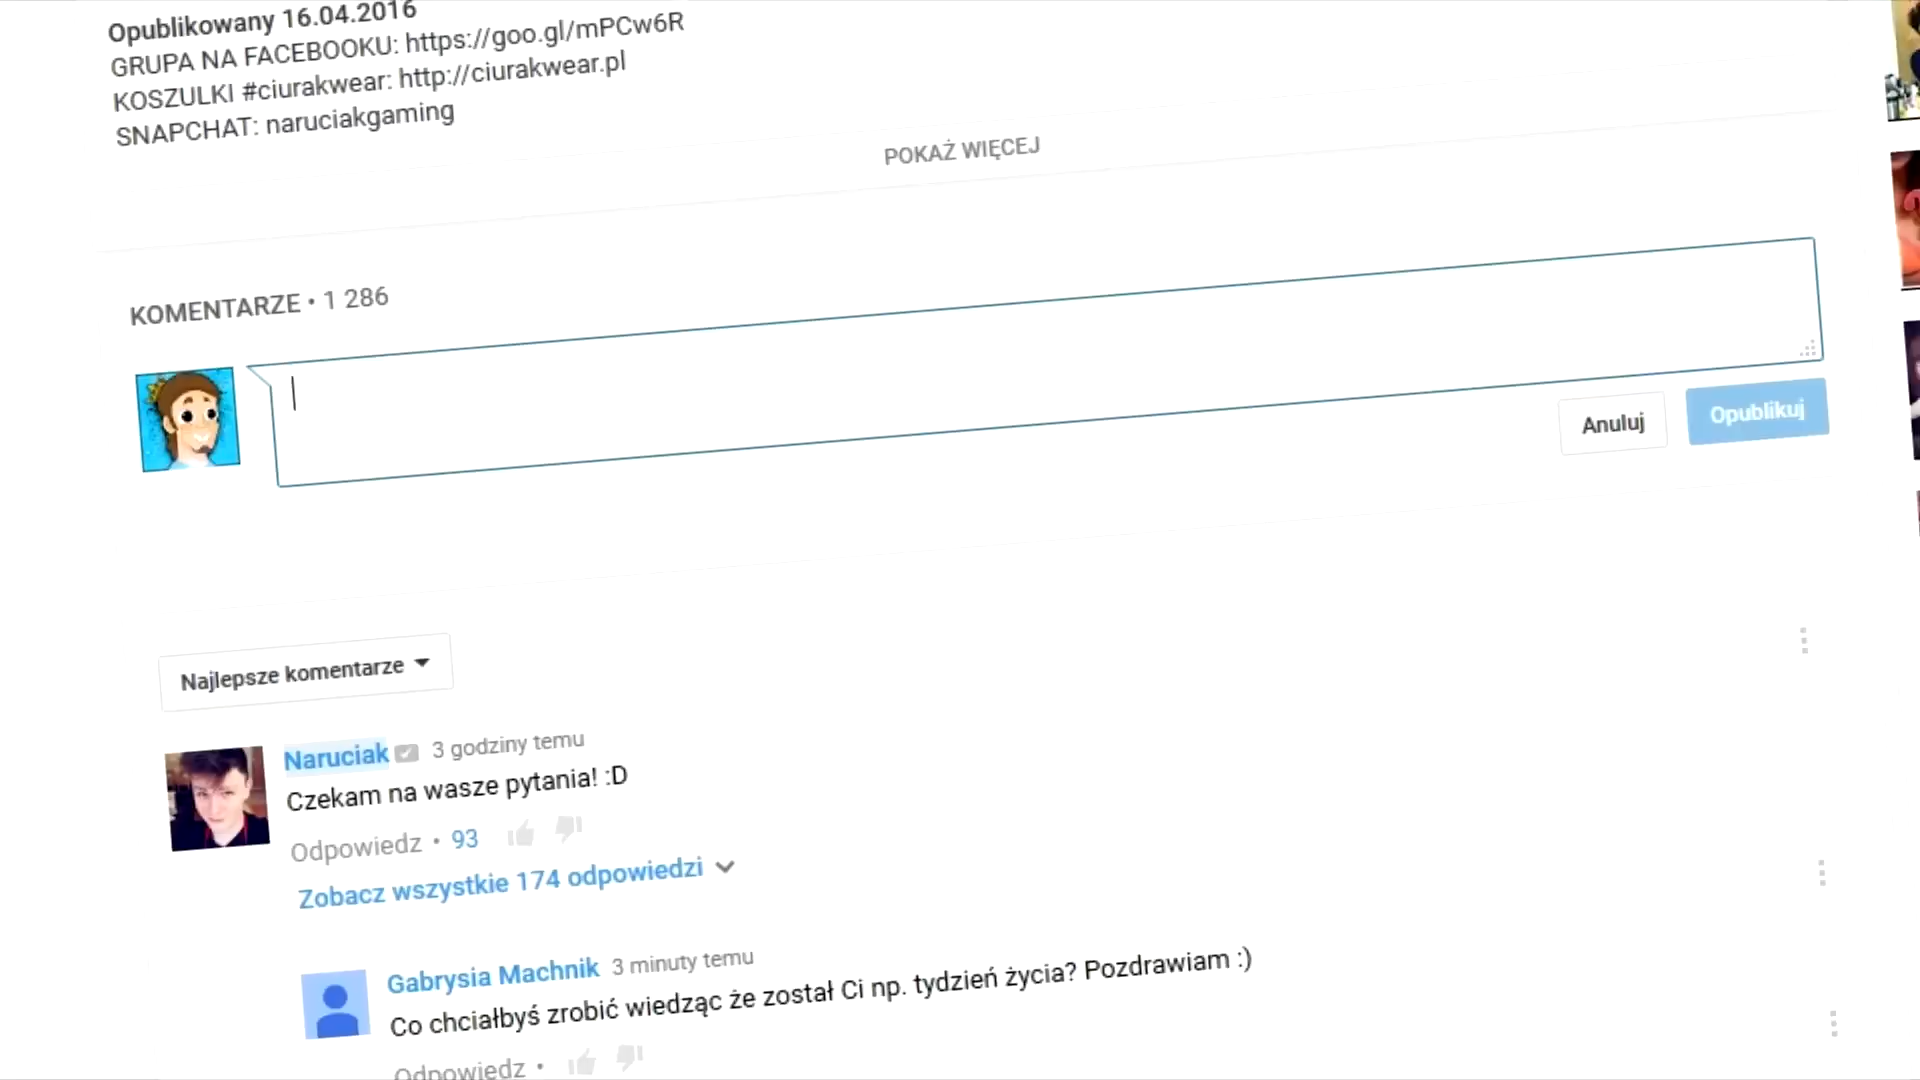 Opublikowany 16.04.2016
GRUPA NA FACEBOOKU: https://goo.gl/mPCw6R
KOSZULKI #ciurakwear: http://ciurakwear.pl
SNAPCHAT: naruciakgaming
POKAŻ WIĘCEJ
KOMENTARZE • 1 286
Anuluj
Opublikuj
Najlepsze komentarze
Naruciak 3 godziny temu
Czekam na wasze pytania! :D
Odpowiedz • 93
Zobacz wszystkie 174 odpowiedzi
Gabrysia Machnik 3 minuty temu
Co chciałbyś zrobić wiedząc że został Ci np. tydzień życia? Pozdrawiam :)
Odpowiedz •